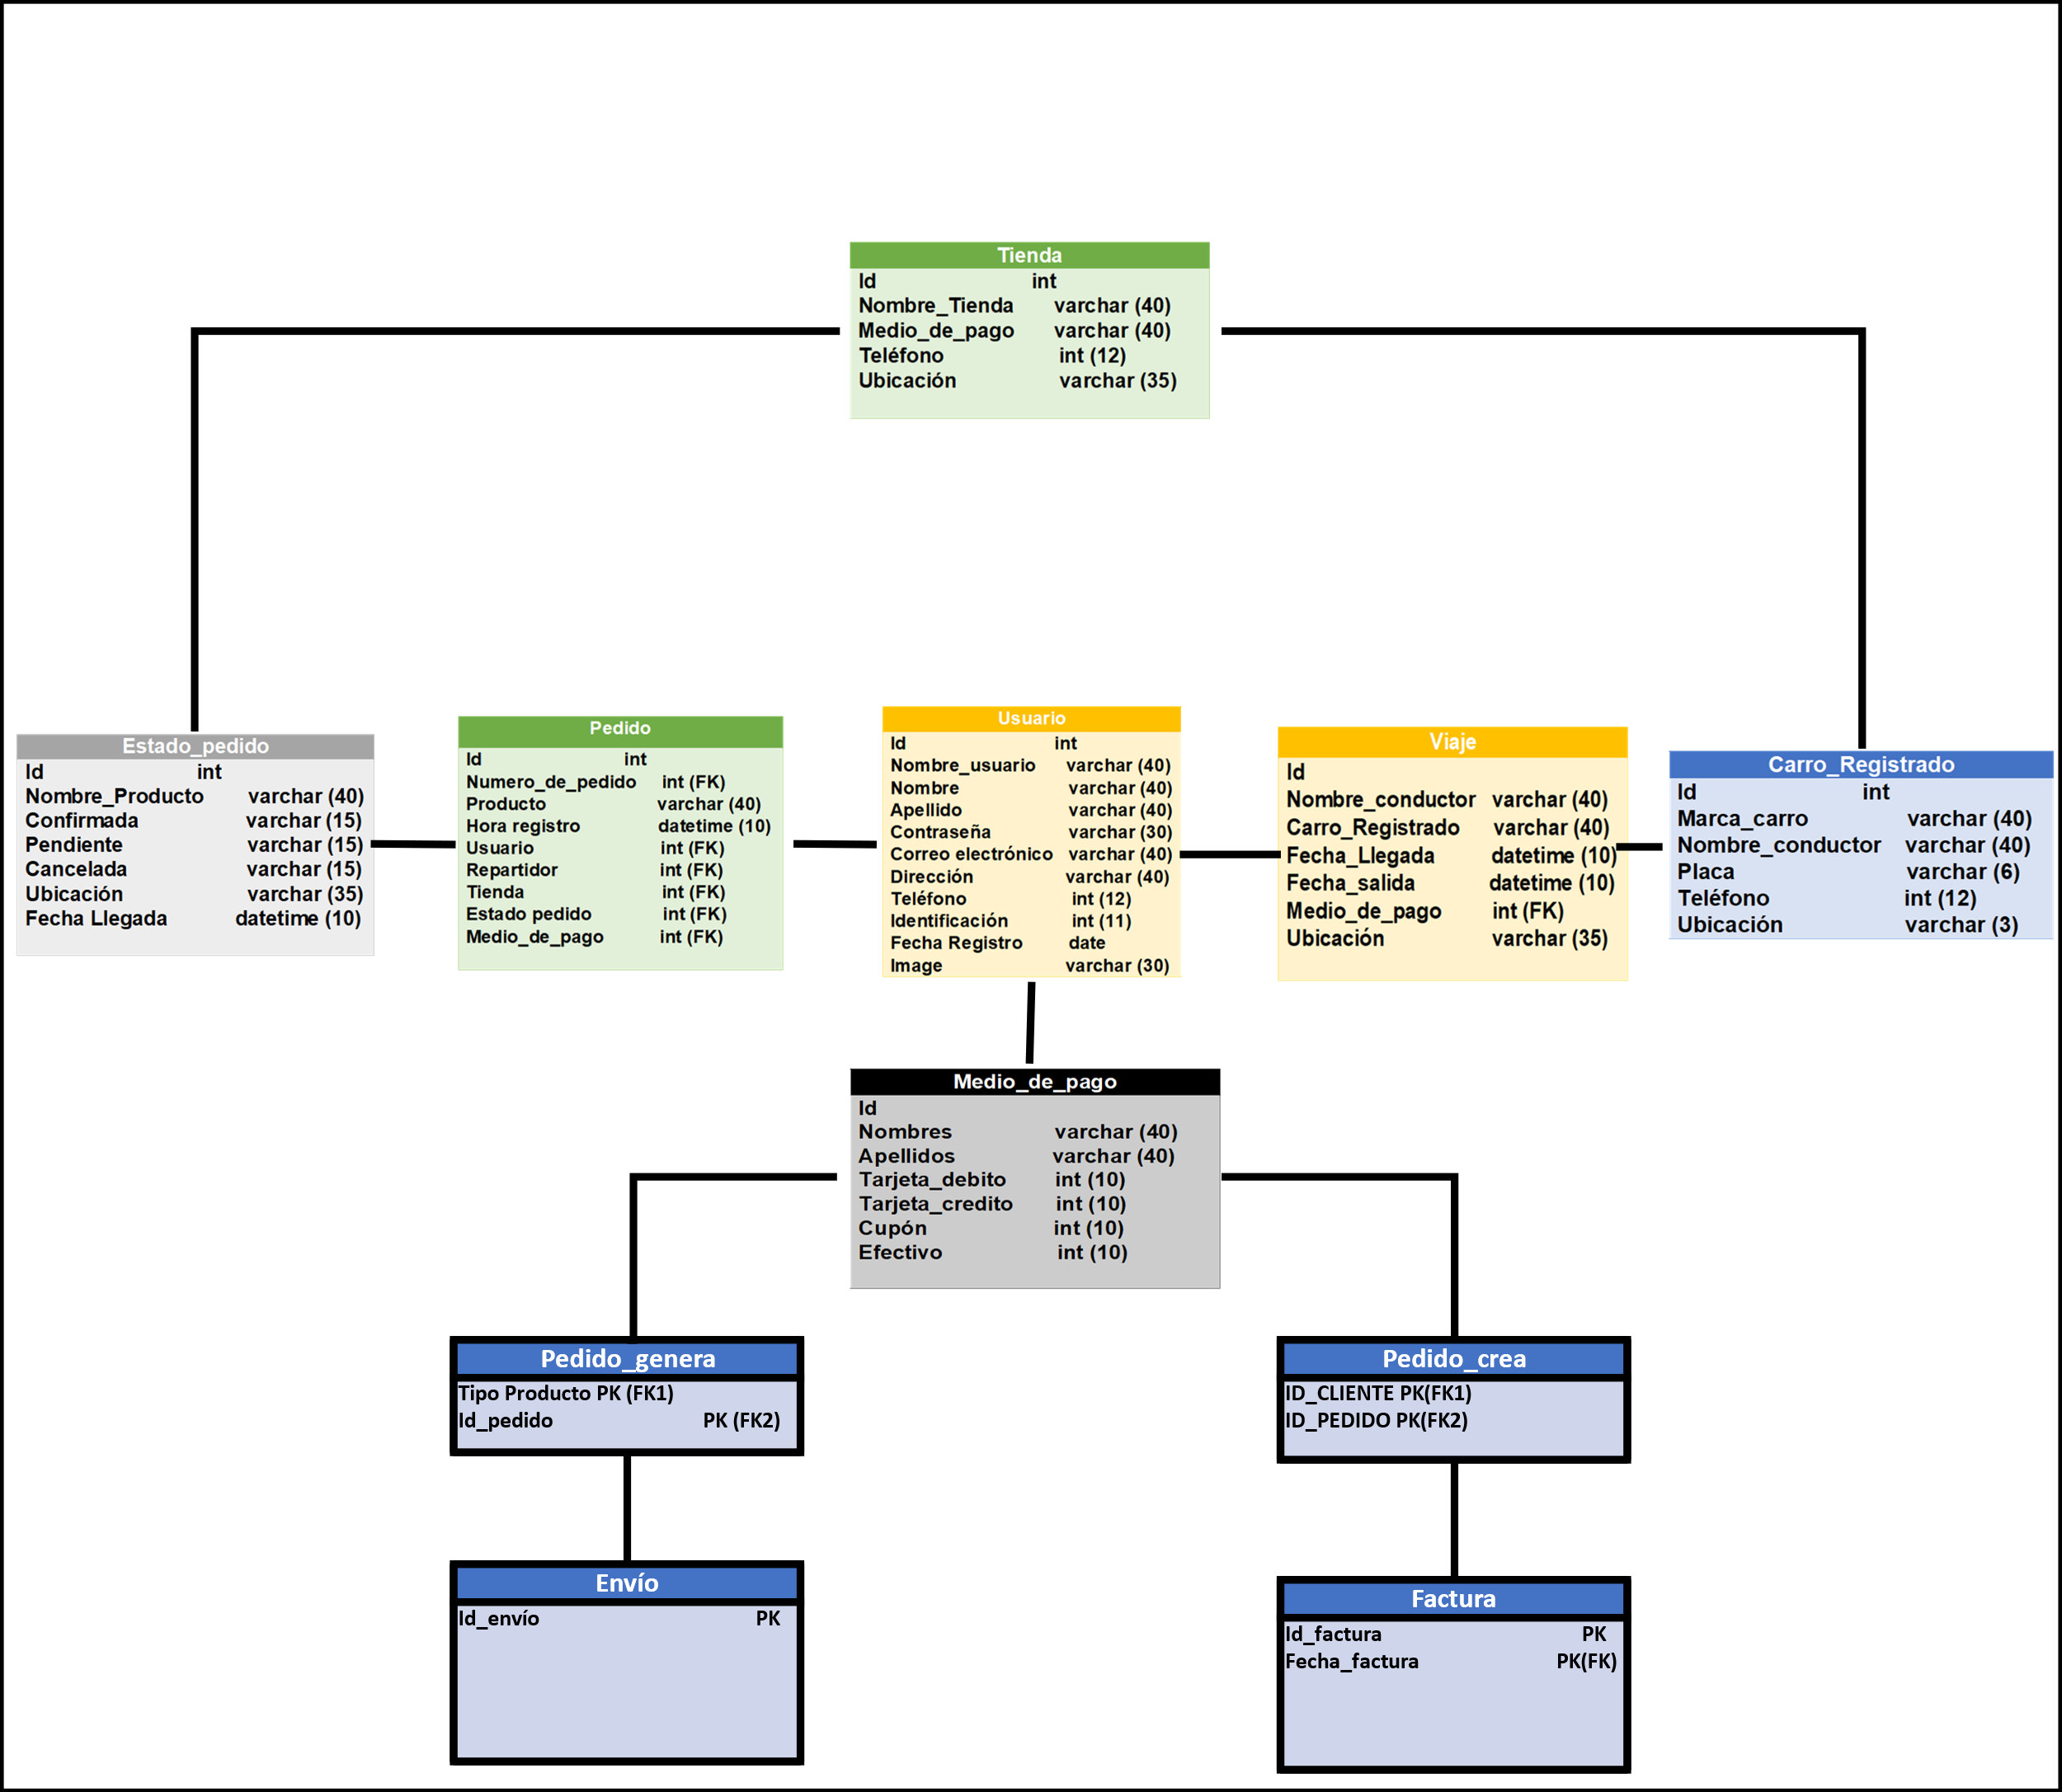 Tienda
Id int
Nombre_Tienda varchar (40)
Medio_de_pago varchar (40)
Teléfono int (12)
Ubicación varchar (35)
Estado_pedido
Id int
Nombre_Producto varchar (40)
Confirmada varchar (15)
Pendiente varchar (15)
Cancelada varchar (15)
Ubicación varchar (35)
Fecha Llegada datetime (10)
Pedido
Id int
Numero_de_pedido int (FK)
Producto varchar (40)
Hora registro datetime (10)
Usuario int (FK)
Repartidor int (FK)
Tienda int (FK)
Estado pedido int (FK)
Medio_de_pago int (FK)
Usuario
Id int
Nombre_usuario varchar (40)
Nombre varchar (40)
Apellido varchar (40)
Contraseña varchar (30)
Correo electrónico varchar (40)
Dirección varchar (40)
Teléfono int (12)
Identificación int (11)
Fecha Registro date
Image varchar (30)
Viaje
Id
Nombre_conductor varchar (40)
Carro_Registrado varchar (40)
Fecha_Llegada datetime (10)
Fecha_salida datetime (10)
Medio_de_pago int (FK)
Ubicación varchar (35)
Carro_Registrado
Id int
Marca_carro varchar (40)
Nombre_conductor varchar (40)
Placa varchar (6)
Teléfono int (12)
Ubicación varchar (3)
Medio_de_pago
Id
Nombres varchar (40)
Apellidos varchar (40)
Tarjeta_debito int (10)
Tarjeta_credito int (10)
Cupón int (10)
Efectivo int (10)
Pedido_genera
Tipo Producto PK (FK1)
Id_pedido PK (FK2)
Pedido_crea
ID_CLIENTE PK(FK1)
ID_PEDIDO PK(FK2)
Envío
Id_envío PK
Factura
Id_factura PK
Fecha_factura PK(FK)